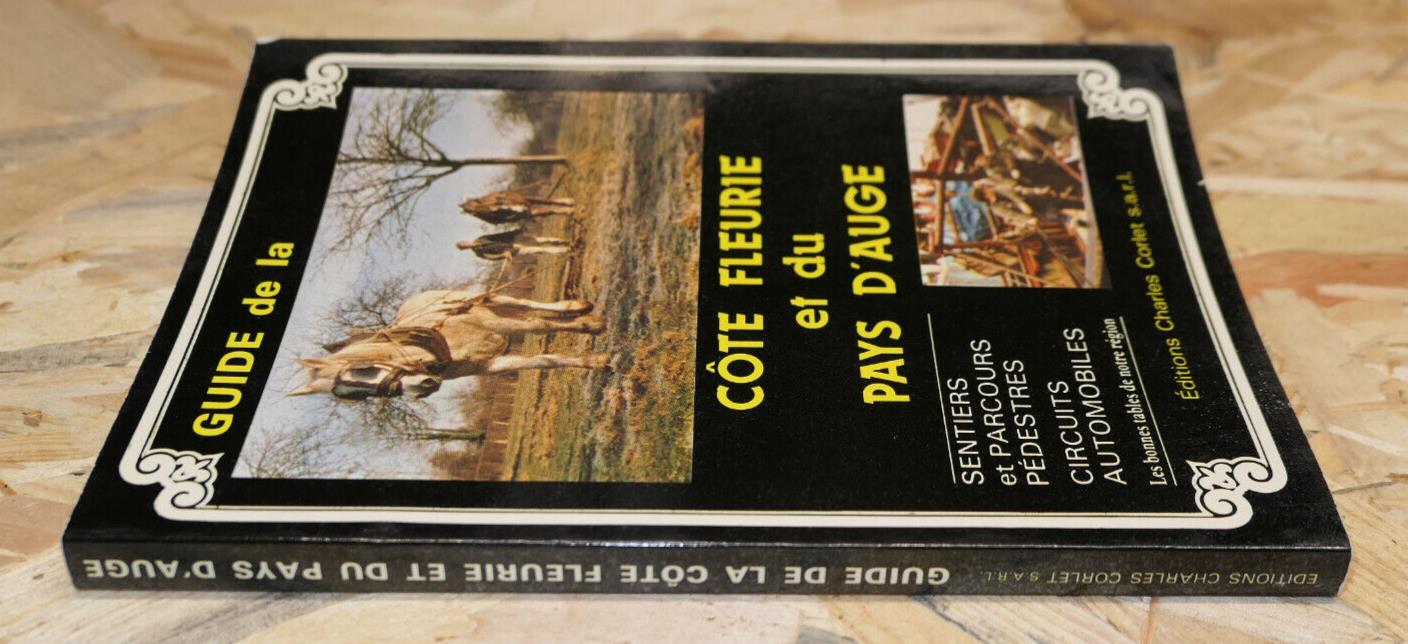 GUIDE de la
CÔTE FLEURIE
et du
PAYS D'AUGE
SENTIERS
et PARCOURS
PÉDESTRES
CIRCUITS
AUTOMOBILES
Les bonnes tables de notre région
Éditions Charles Corlet s.a.r.l.
EDITIONS CHARLES CORLET S.A.R.L. GUIDE DE LA CÔTE FLEURIE ET DU PAYS D'AUGE